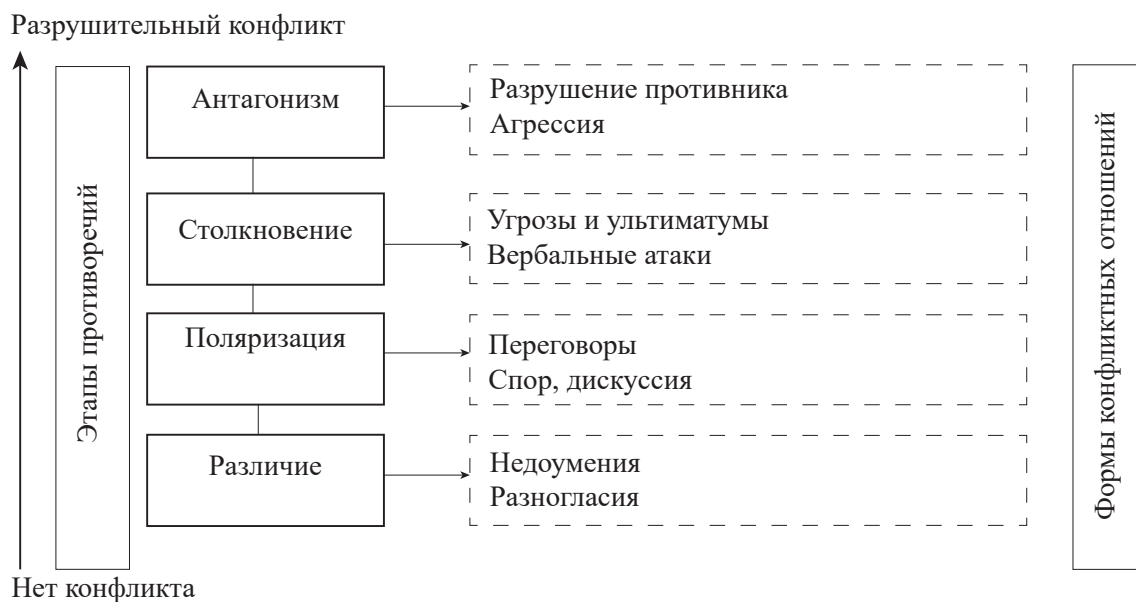 Разрушительный конфликт
Этапы противоречий
Антагонизм
Разрушение противника
Агрессия
Столкновение
Угрозы и ультиматумы
Вербальные атаки
Поляризация
Переговоры
Спор, дискуссия
Различие
Недоумения
Разногласия
Формы конфликтных отношений
Нет конфликта